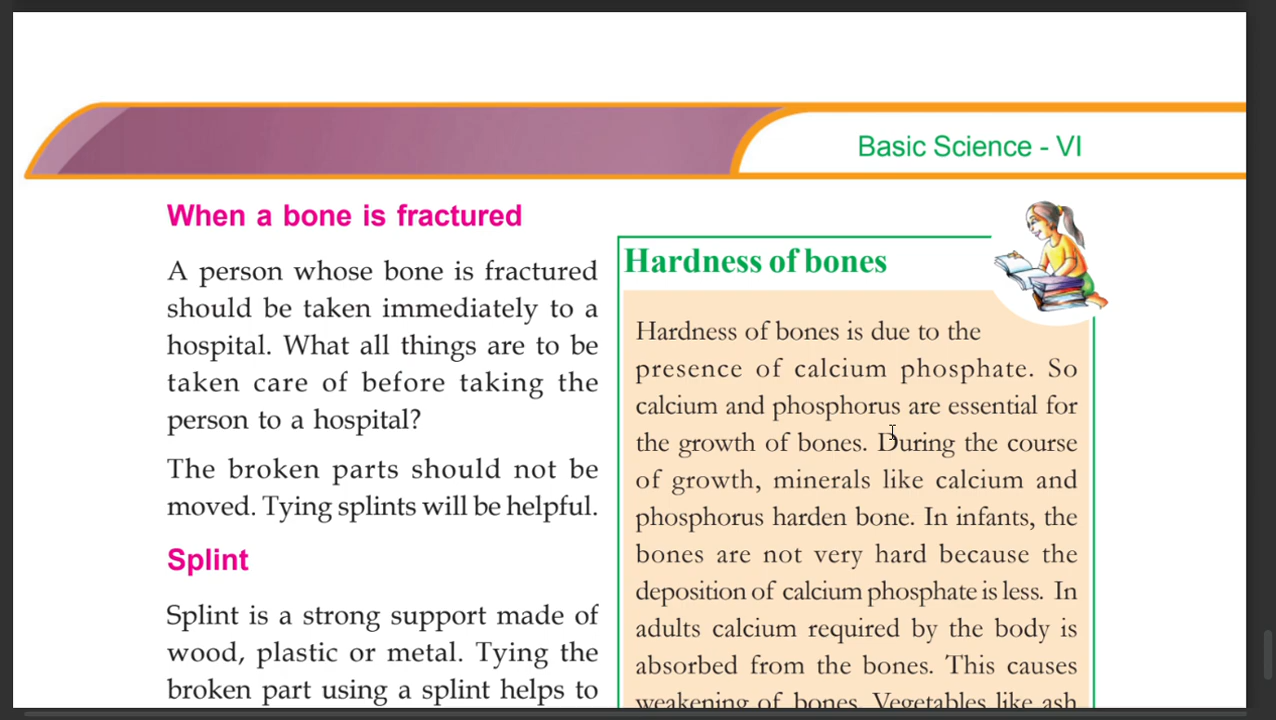 Basic Science - VI
When a bone is fractured
A person whose bone is fractured
should be taken immediately to a
hospital. What all things are to be
taken care of before taking the
person to a hospital?
The broken parts should not be
moved. Tying splints will be helpful.
Splint
Splint is a strong support made of
wood, plastic or metal. Tying the
broken part using a splint helps to
Hardness of bones
Hardness of bones is due to the
presence of calcium phosphate. So
calcium and phosphorus are essential for
the growth of bones. During the course
of growth, minerals like calcium and
phosphorus harden bone. In infants, the
bones are not very hard because the
deposition of calcium phosphate is less. In
adults calcium required by the body is
absorbed from the bones. This causes
weakening of bones. Vegetables like ash